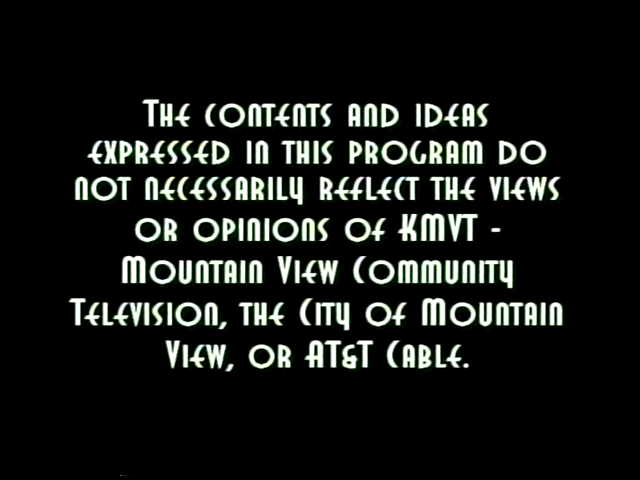 The contents and ideas
expressed in this program do
not necessarily reflect the views
or opinions of KMVT -
Mountain View Community
Television, the City of Mountain
View, or AT&T Cable.